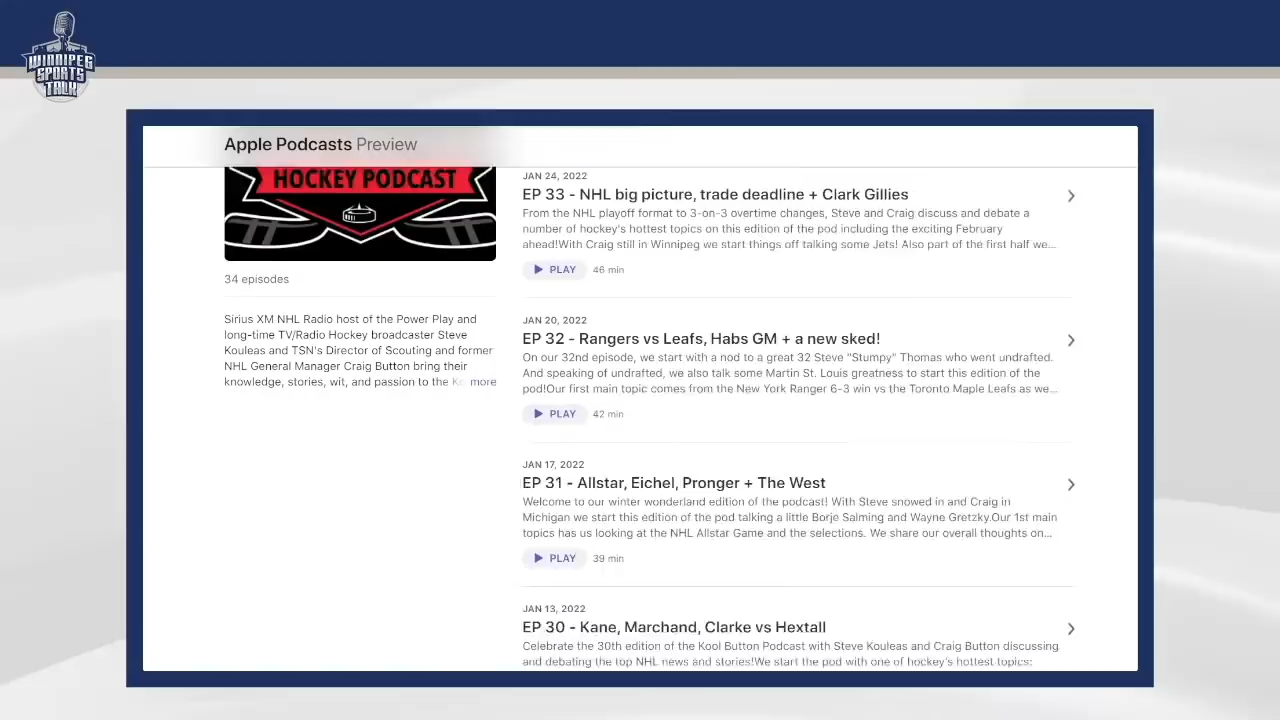 WINNIPEG
SPORTS
TALK
Apple Podcasts Preview
HOCKEY PODCAST
34 episodes
Sirius XM NHL Radio host of the Power Play and
long-time TV/Radio Hockey broadcaster Steve
Kouleas and TSN's Director of Scouting and former
NHL General Manager Craig Button bring their
knowledge, stories, wit, and passion to the more
JAN 24, 2022
EP 33 - NHL big picture, trade deadline + Clark Gillies
From the NHL playoff format to 3-on-3 overtime changes, Steve and Craig discuss and debate a
number of hockey's hottest topics on this edition of the pod including the exciting February
ahead!With Craig still in Winnipeg we start things off talking some Jets! Also part of the first half we...
PLAY 46 min
JAN 20, 2022
EP 32 - Rangers vs Leafs, Habs GM + a new sked!
On our 32nd episode, we start with a nod to a great 32 Steve "Stumpy" Thomas who went undrafted.
And speaking of undrafted, we also talk some Martin St. Louis greatness to start this edition of the
pod!Our first main topic comes from the New York Ranger 6-3 win vs the Toronto Maple Leafs as we...
PLAY 42 min
JAN 17, 2022
EP 31 - Allstar, Eichel, Pronger + The West
Welcome to our winter wonderland edition of the podcast! With Steve snowed in and Craig in
Michigan we start this edition of the pod talking a little Borje Salming and Wayne Gretzky.Our 1st main
topics has us looking at the NHL Allstar Game and the selections. We share our overall thoughts on...
PLAY 39 min
JAN 13, 2022
EP 30 - Kane, Marchand, Clarke vs Hextall
Celebrate the 30th edition of the Kool Button Podcast with Steve Kouleas and Craig Button discussing
and debating the top NHL news and stories!We start the pod with one of hockey's hottest topics: